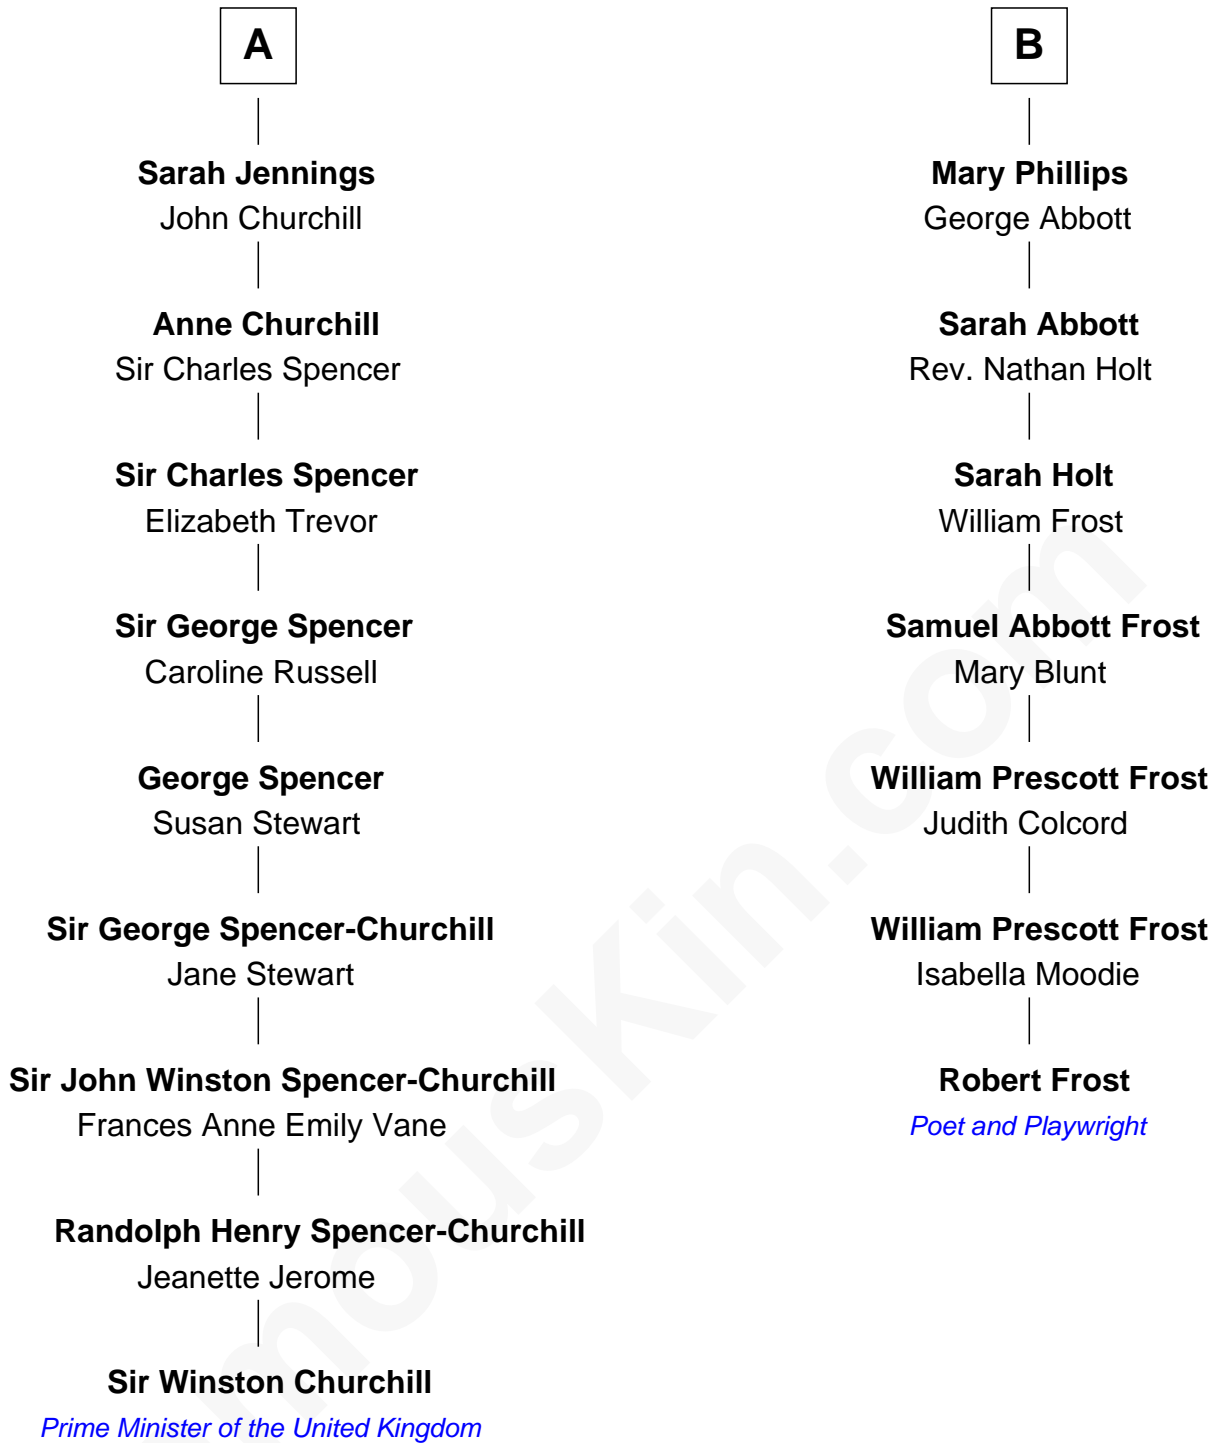 A
Sarah Jennings
John Churchill
Anne Churchill
Sir Charles Spencer
Sir Charles Spencer
Elizabeth Trevor
Sir George Spencer
Caroline Russell
George Spencer
Susan Stewart
Sir George Spencer-Churchill
Jane Stewart
Sir John Winston Spencer-Churchill
Frances Anne Emily Vane
Randolph Henry Spencer-Churchill
Jeanette Jerome
Sir Winston Churchill
Prime Minister of the United Kingdom
B
Mary Phillips
George Abbott
Sarah Abbott
Rev. Nathan Holt
Sarah Holt
William Frost
Samuel Abbott Frost
Mary Blunt
William Prescott Frost
Judith Colcord
William Prescott Frost
Isabella Moodie
Robert Frost
Poet and Playwright
mousKin.com